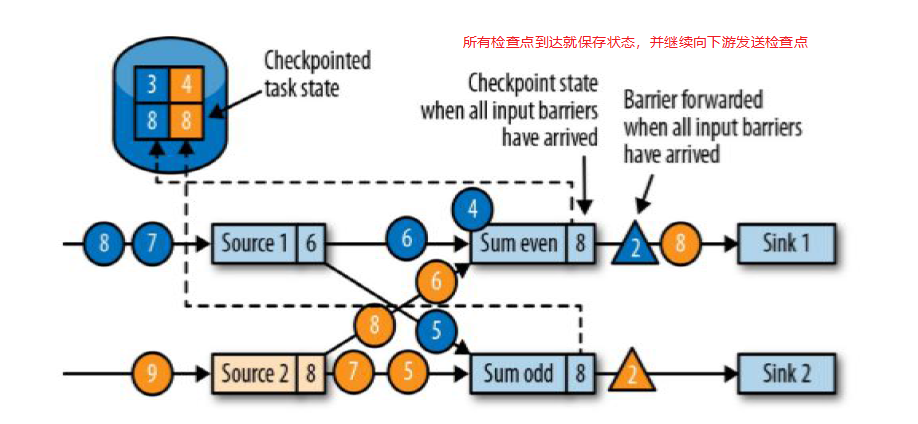 所有检查点到达就保存状态，并继续向下游发送检查点
Checkpointed
task state
3 4
8 8
Checkpoint state
when all input barriers
have arrived
Barrier forwarded
when all input barriers
have arrived
8 7 Source 1 6 6 4 Sum even 8 2 8 Sink 1
6
8
5
9 Source 2 8 7 5 Sum odd 8 2 Sink 2